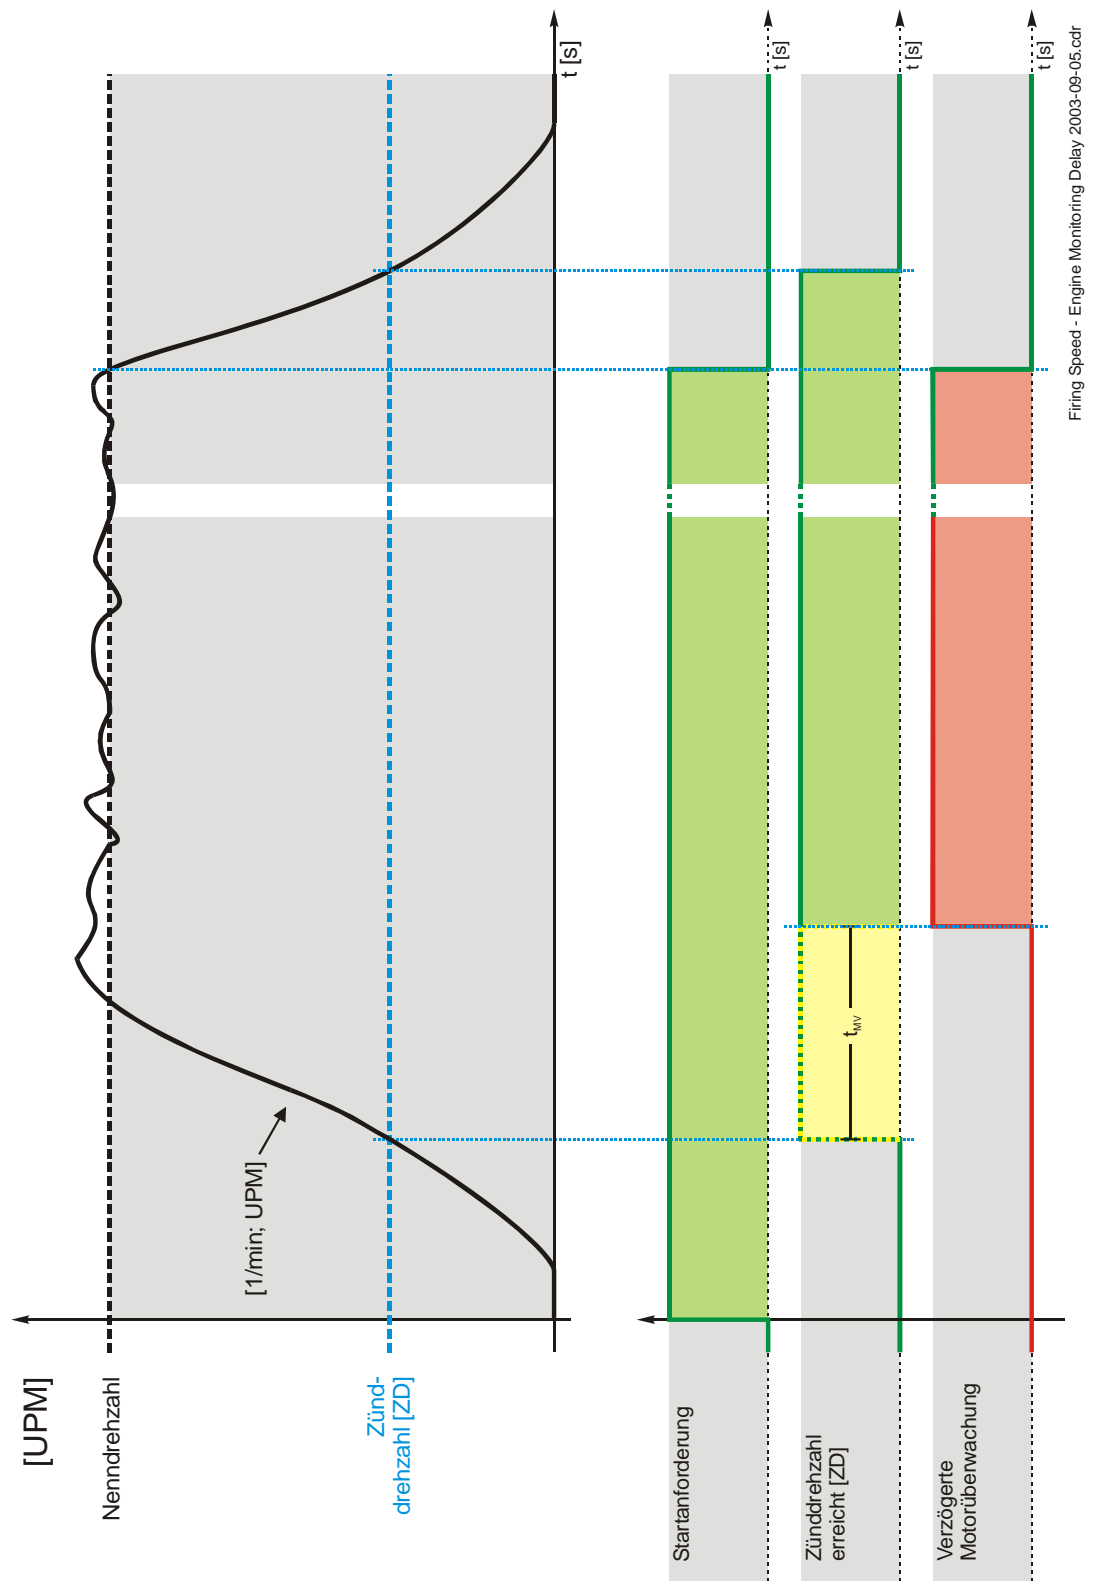 [UPM]
Nenndrehzahl
[1/min; UPM]
Zünd-
drehzahl [ZD]
t [s]
Startanforderung
t [s]
Zünddrehzahl
erreicht [ZD]
tMV
t [s]
Verzögerte
Motorüberwachung
t [s]
Firing Speed - Engine Monitoring Delay 2003-09-05.cdr